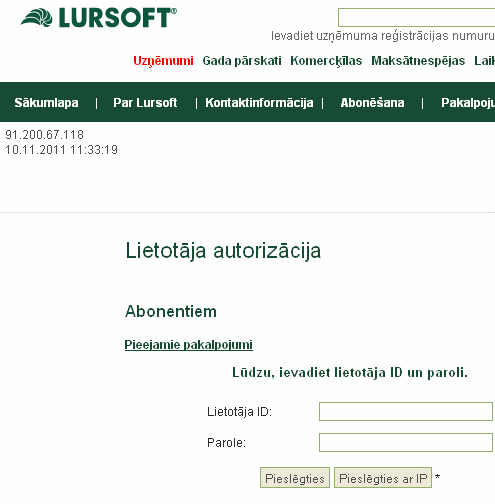 LURSOFT®
Ievadiet uzņēmuma reģistrācijas numuru
Uzņēmumi Gada pārskati Komercķīlas Maksātnespējas Laik
Sākumlapa | Par Lursoft | Kontaktinformācija | Abonēšana | Pakalpoju
91.200.67.118
10.11.2011 11:33:19
Lietotāja autorizācija
Abonentiem
Pieejamie pakalpojumi
Lūdzu, ievadiet lietotāja ID un paroli.
Lietotāja ID:
Parole:
Pieslēgties Pieslēgties ar IP *